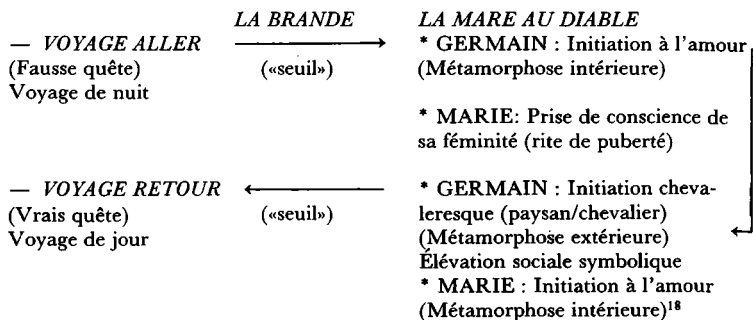 LA BRANDE LA MARE AU DIABLE
— VOYAGE ALLER * GERMAIN : Initiation à l'amour
(Fausse quête) («seuil») (Métamorphose intérieure)
Voyage de nuit
* MARIE: Prise de conscience de
sa féminité (rite de puberté)
— VOYAGE RETOUR * GERMAIN : Initiation cheva-
(Vrais quête) («seuil») leresque (paysan/chevalier)
Voyage de jour (Métamorphose extérieure)
Élévation sociale symbolique
* MARIE : Initiation à l'amour
(Métamorphose intérieure)¹⁸